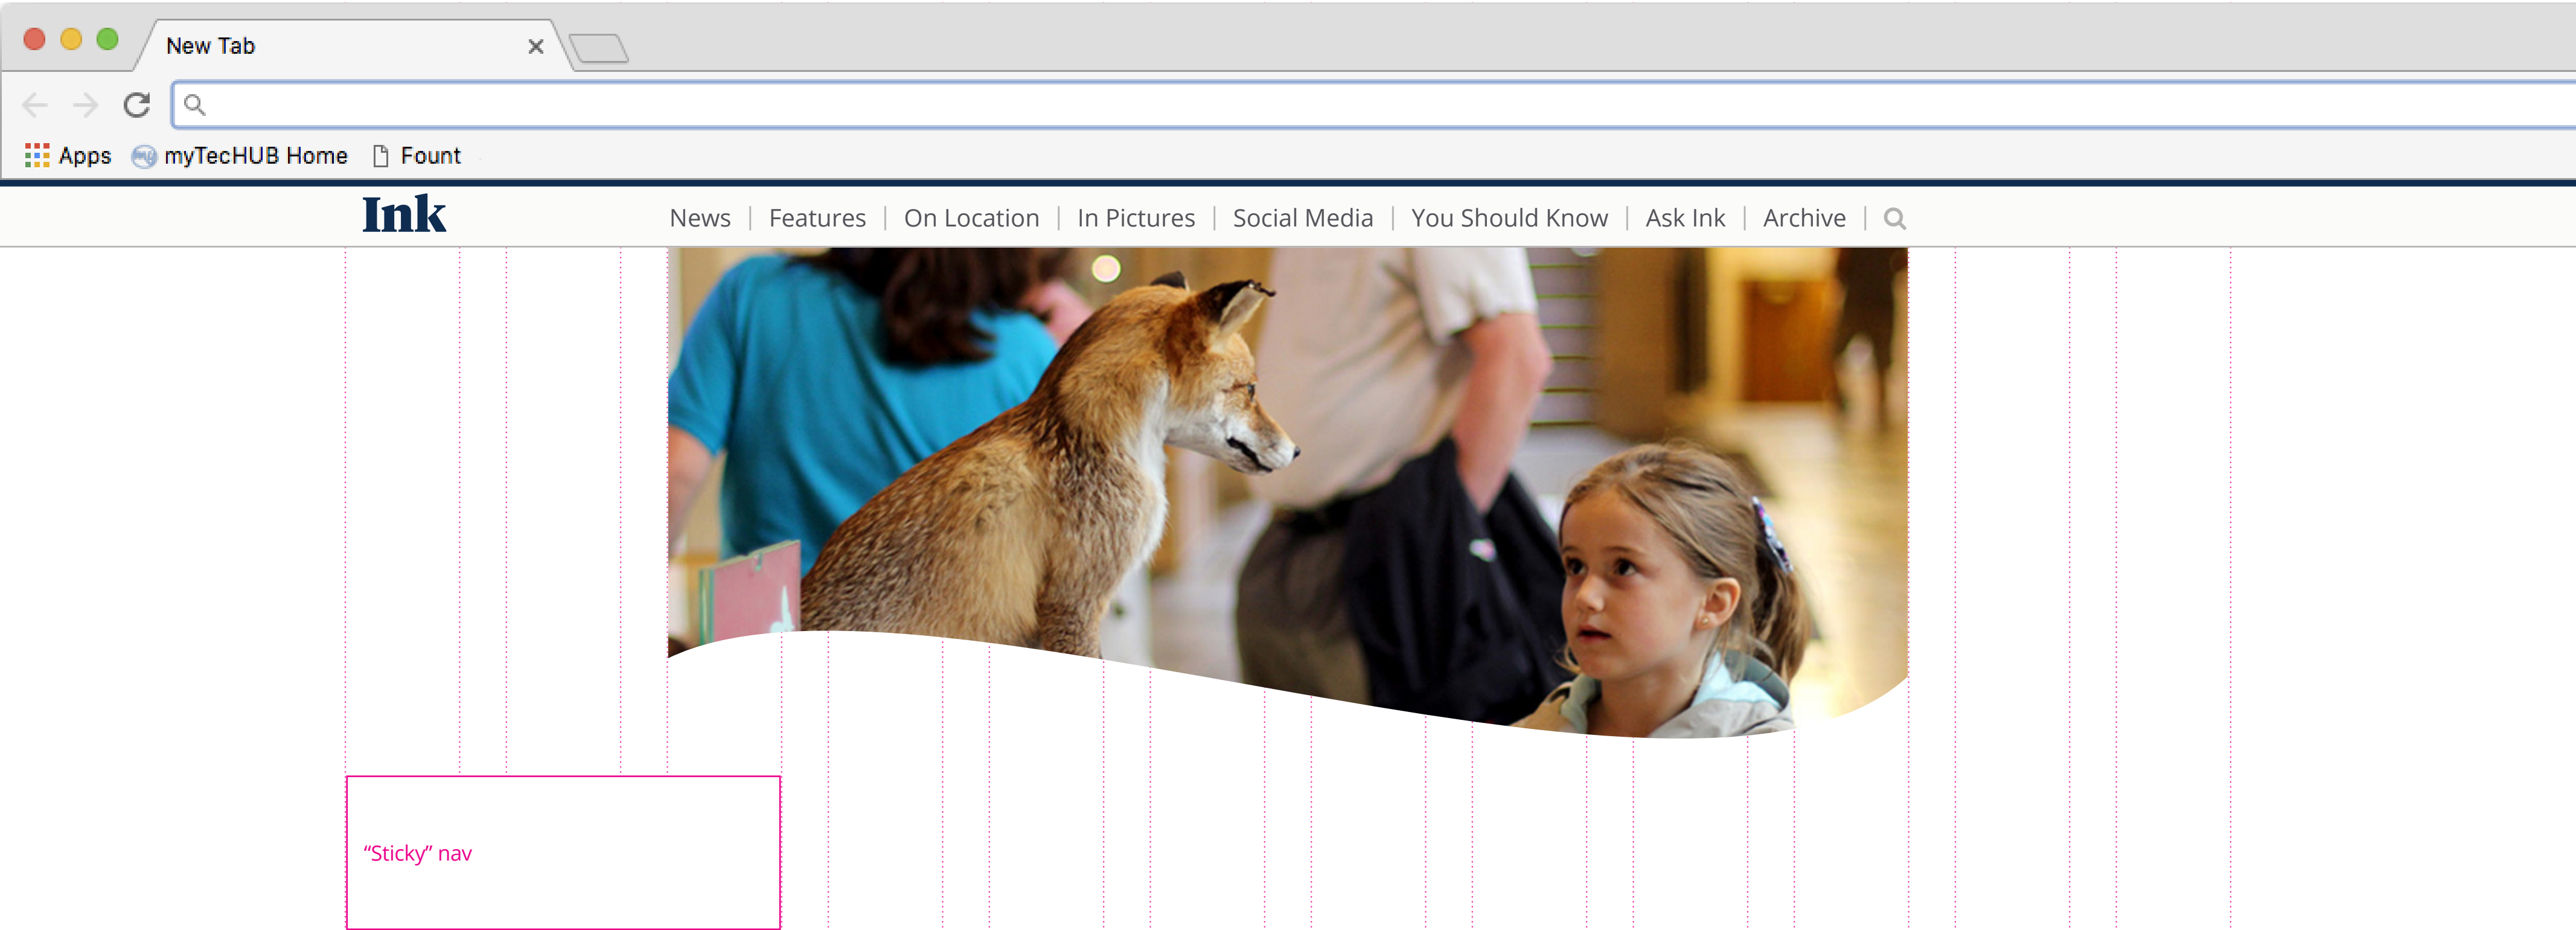 New Tab
Apps myTecHUB Home Fount
Ink
News | Features | On Location | In Pictures | Social Media | You Should Know | Ask Ink | Archive |
“Sticky” nav